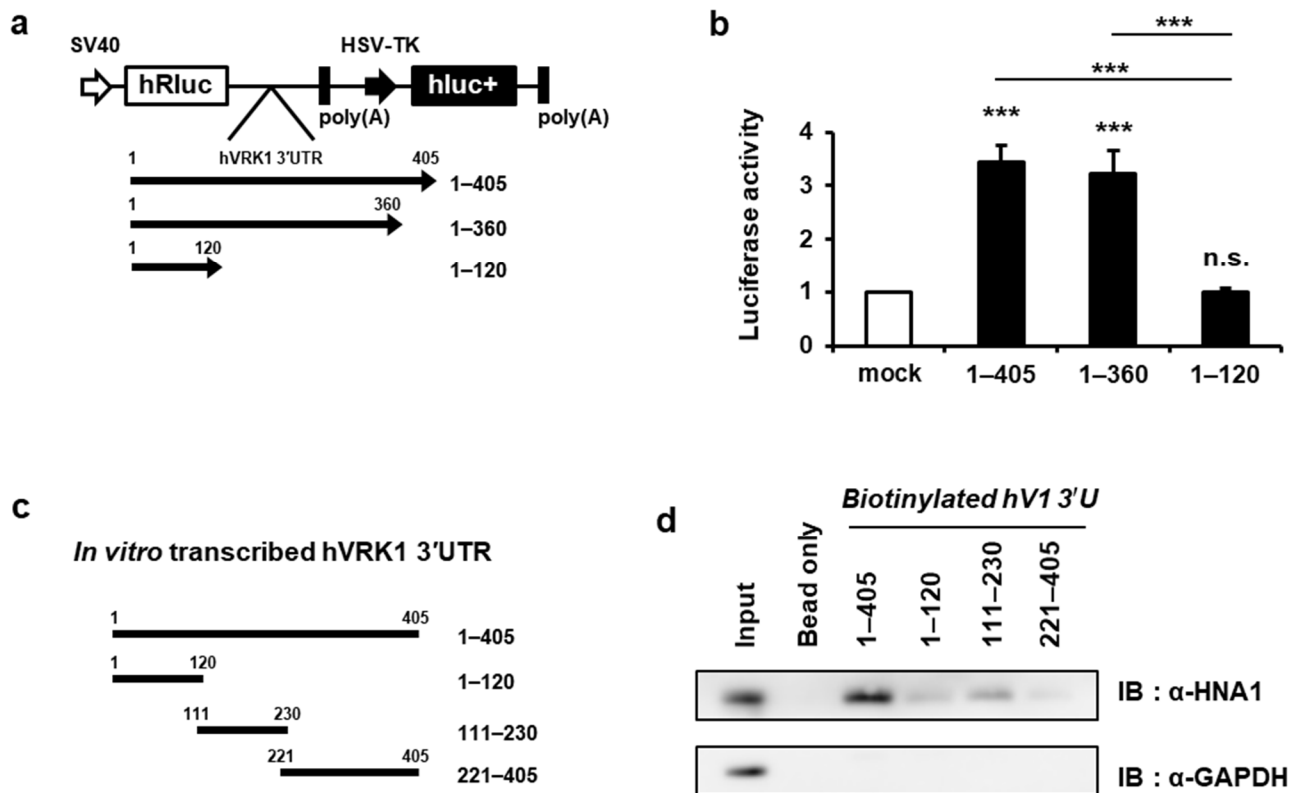 a
SV40
HSV-TK
hRluc
hluc+
poly(A)
poly(A)
hVRK1 3′UTR
1
405
1–405
1
360
1–360
1
120
1–120
b
***
***
***
***
n.s.
Luciferase activity
4
3
2
1
0
mock
1–405
1–360
1–120
c
In vitro transcribed hVRK1 3′UTR
1
405
1–405
1
120
1–120
111
230
111–230
221
405
221–405
d
Biotinylated hV1 3′U
Input
Bead only
1–405
1–120
111–230
221–405
IB : α-HNA1
IB : α-GAPDH